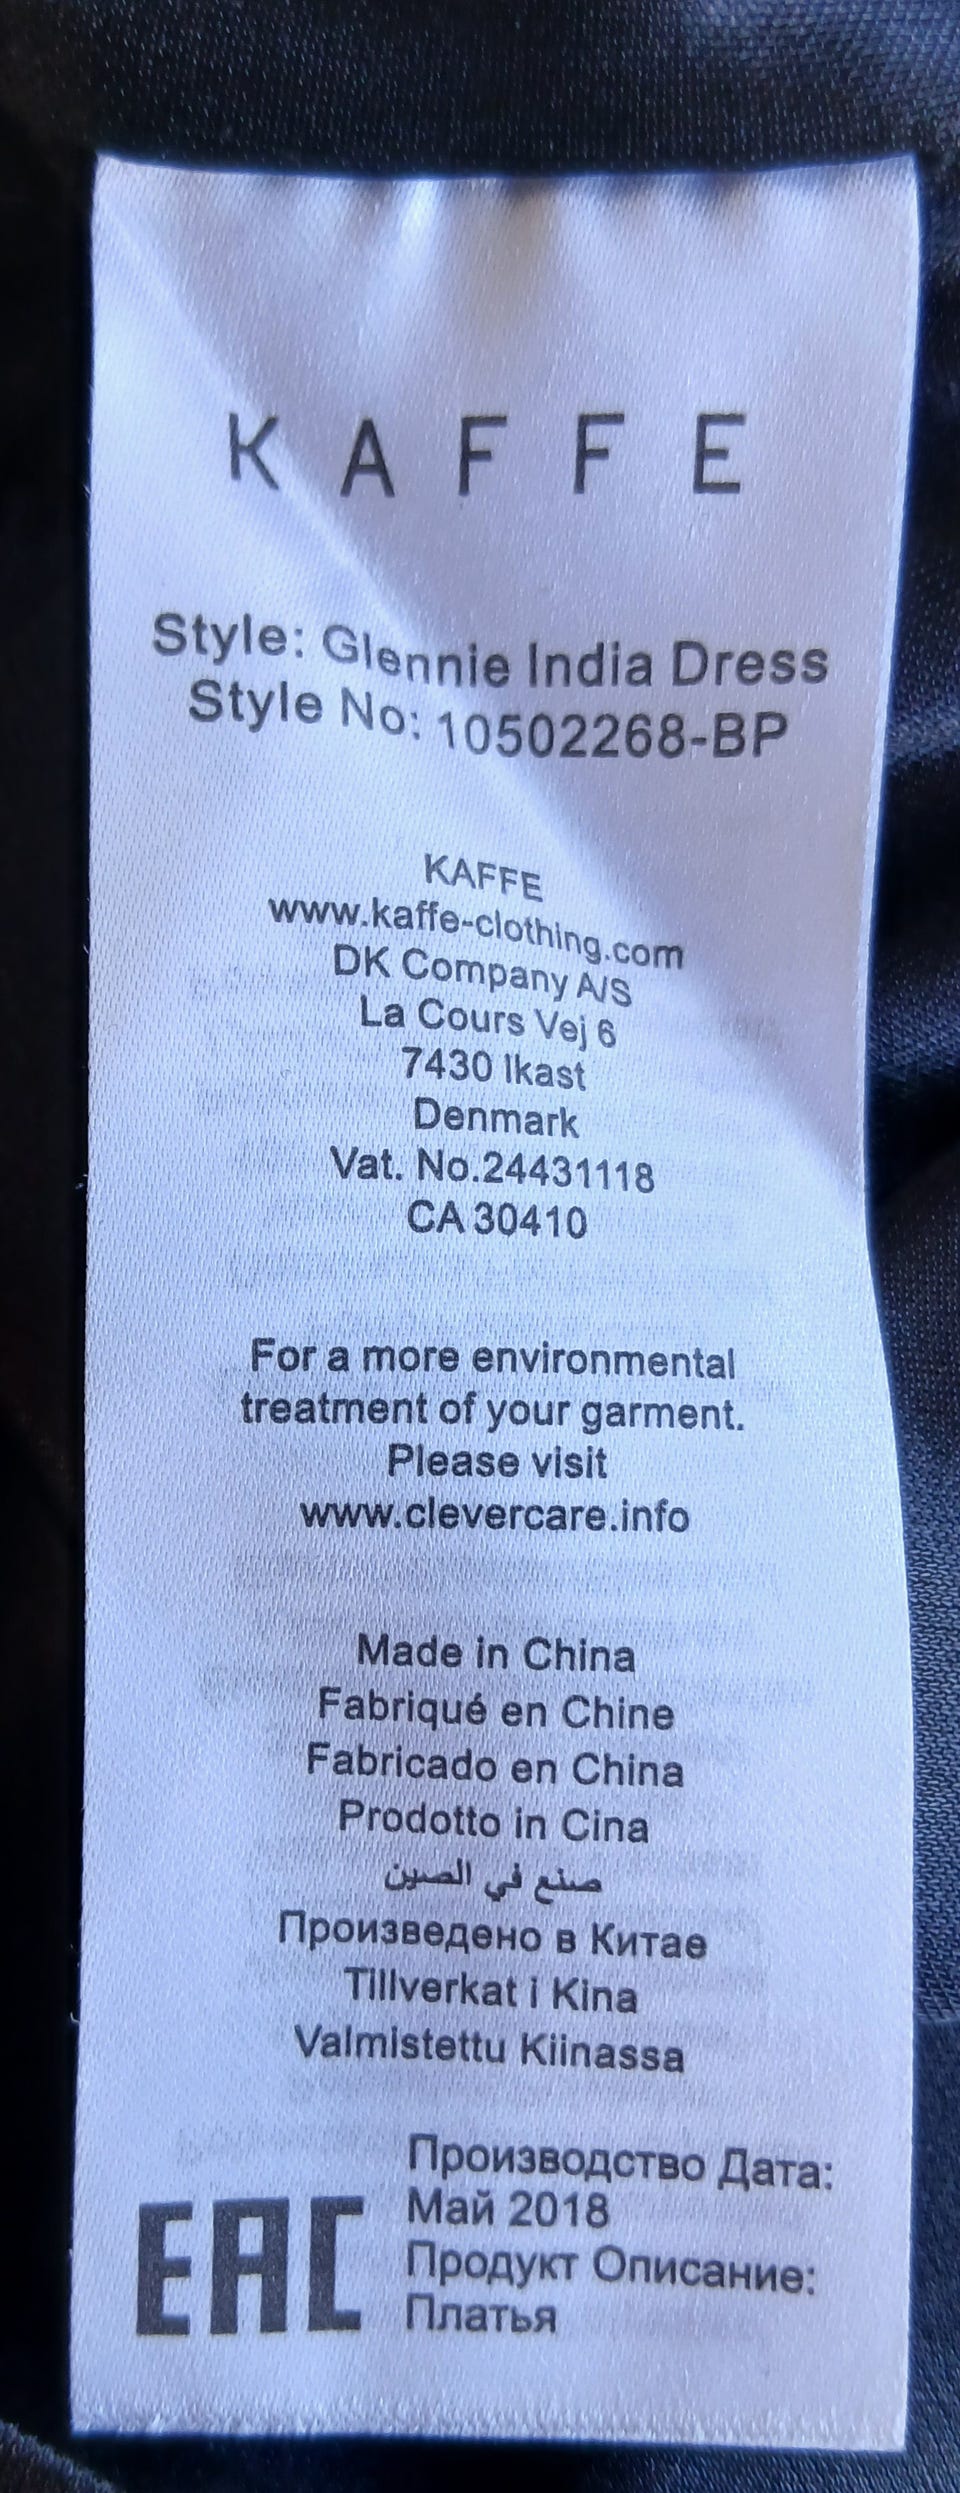 KAFFE
Style: Glennie India Dress
Style No: 10502268-BP
KAFFE
www.kaffe-clothing.com
DK Company A/S
La Cours Vej 6
7430 Ikast
Denmark
Vat. No.24431118
CA 30410
For a more environmental
treatment of your garment.
Please visit
www.clevercare.info
Made in China
Fabriqué en Chine
Fabricado en China
Prodotto in Cina
صنع في الصين
Произведено в Китае
Tillverkat i Kina
Valmistettu Kiinassa
EAC
Производство Дата:
Май 2018
Продукт Описание:
Платья